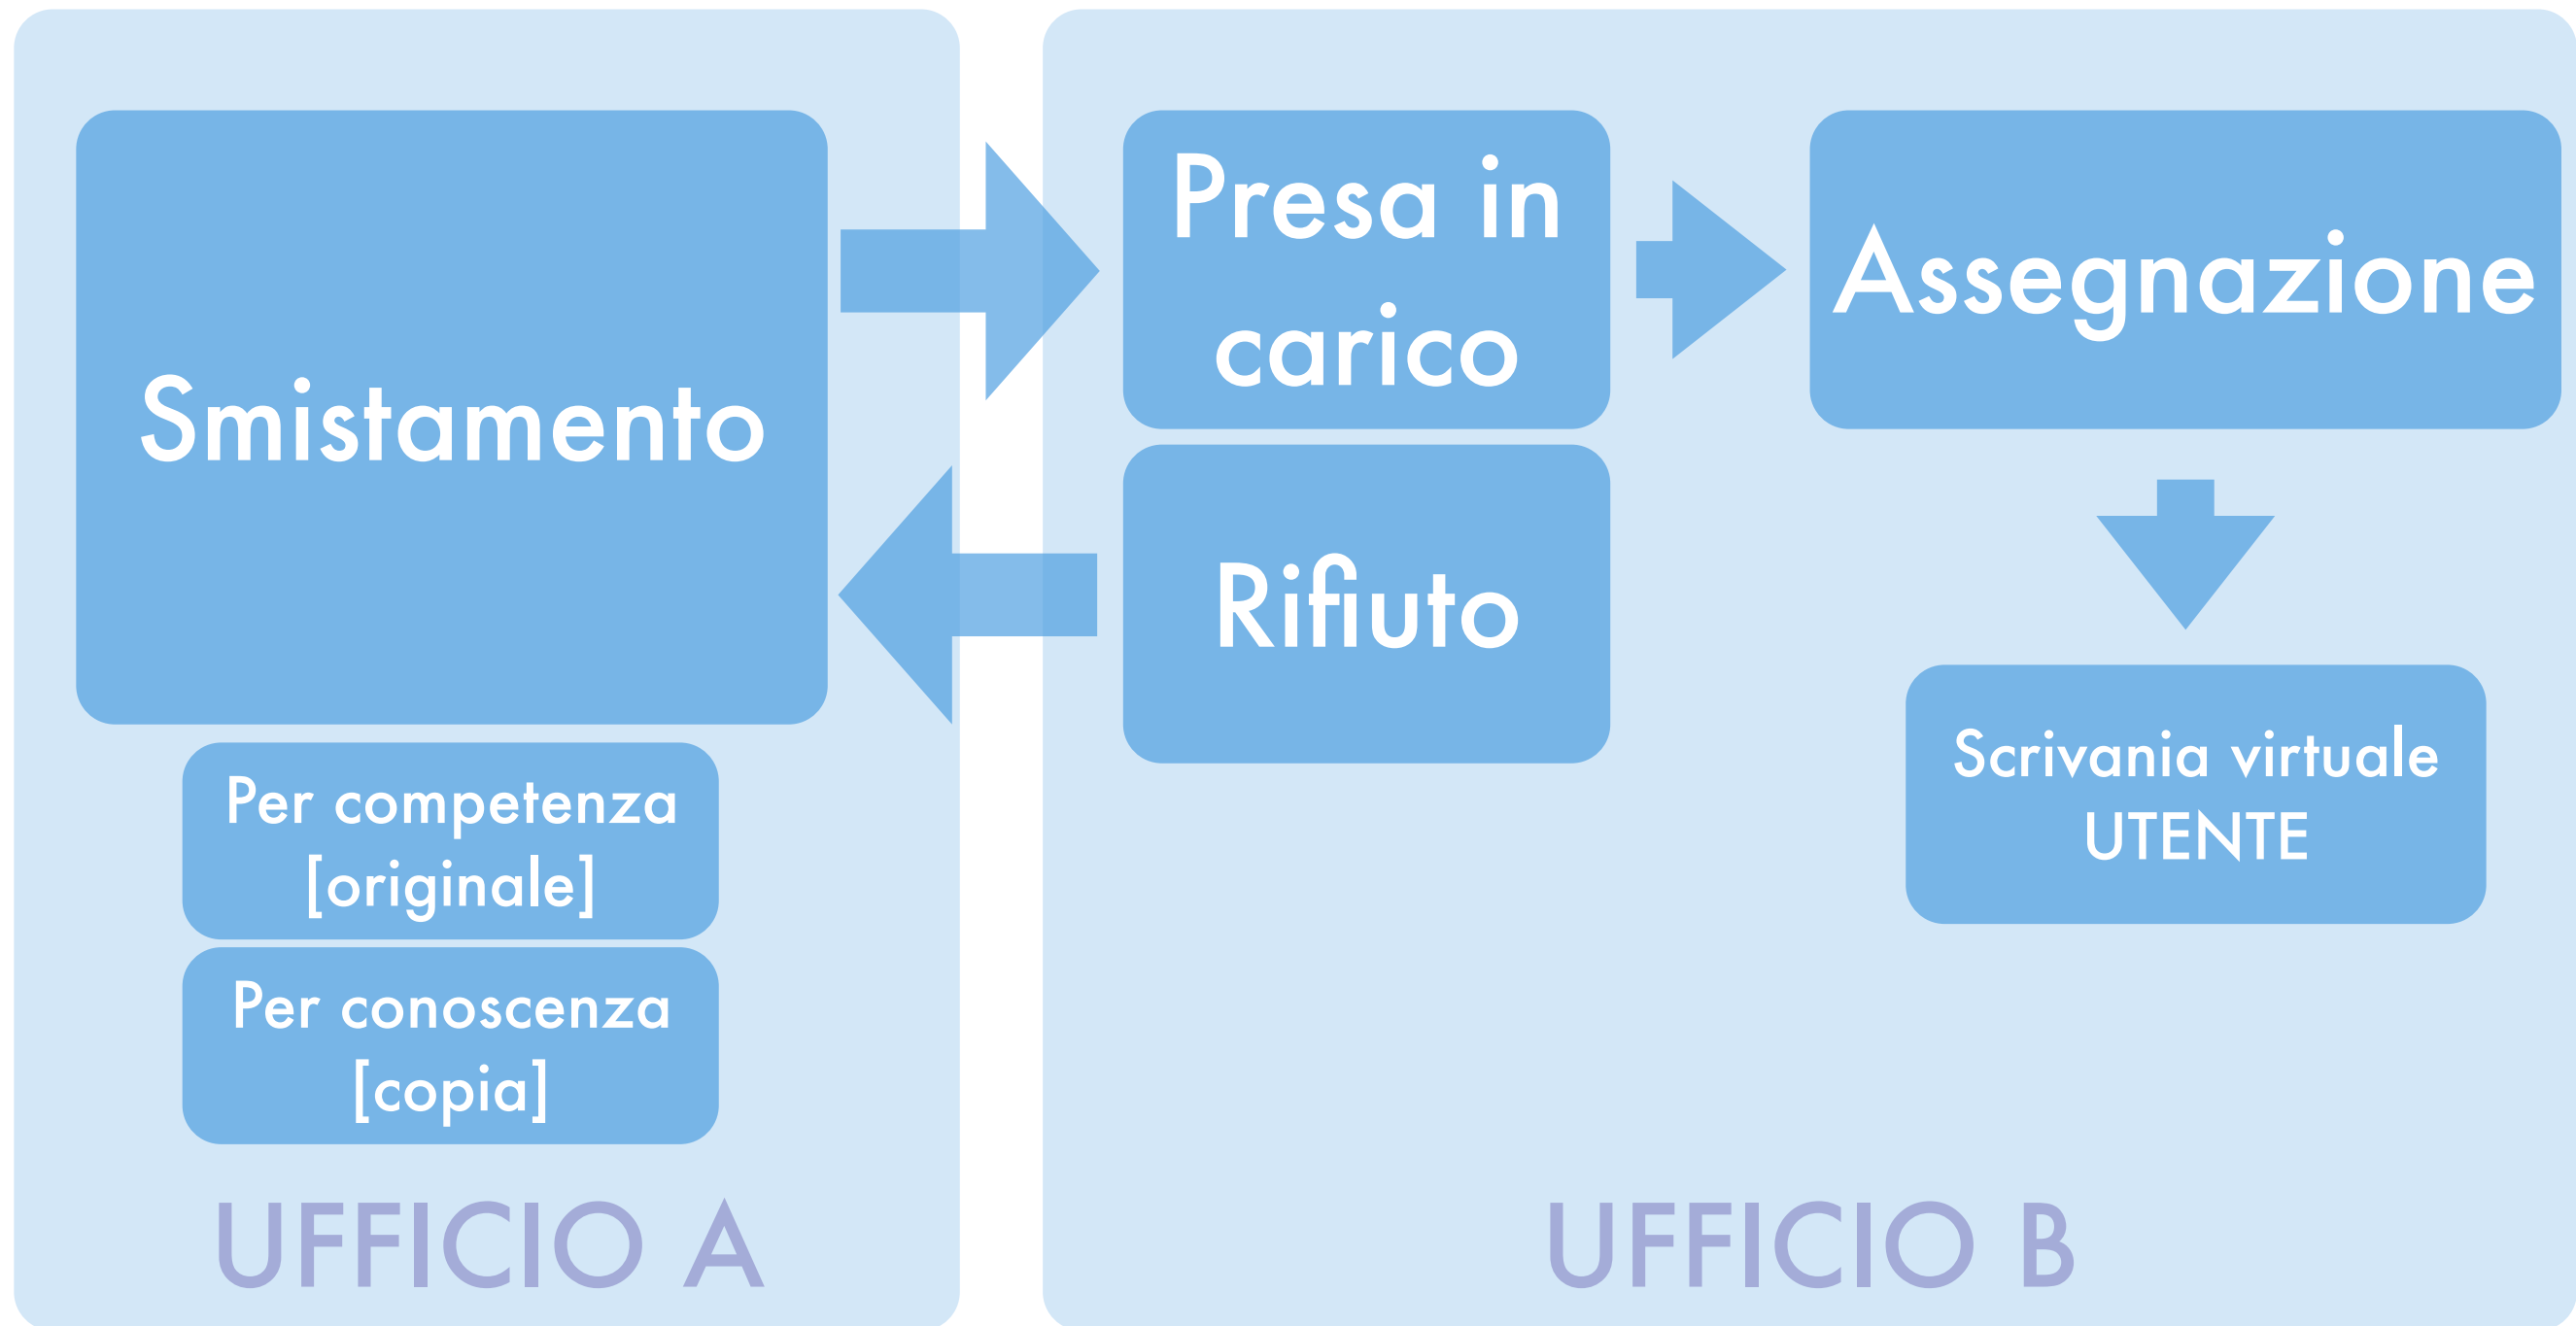 Smistamento
Per competenza
[originale]
Per conoscenza
[copia]
UFFICIO A
Presa in
carico
Rifiuto
Assegnazione
Scrivania virtuale
UTENTE
UFFICIO B